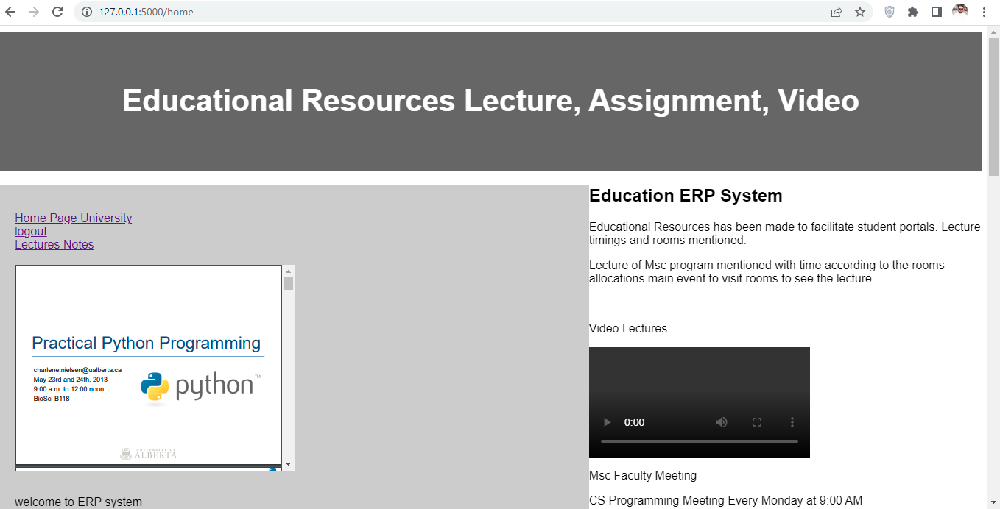 127.0.0.1:5000/home
Educational Resources Lecture, Assignment, Video
Home Page University
logout
Lectures Notes
Practical Python Programming
charlene.nielsen@ualberta.ca
May 23rd and 24th, 2013
9:00 a.m. to 12:00 noon
BioSci B118
python™
UNIVERSITY OF
ALBERTA
welcome to ERP system
Education ERP System
Educational Resources has been made to facilitate student portals. Lecture
timings and rooms mentioned.
Lecture of Msc program mentioned with time according to the rooms
allocations main event to visit rooms to see the lecture
Video Lectures
0:00
Msc Faculty Meeting
CS Programming Meeting Every Monday at 9:00 AM